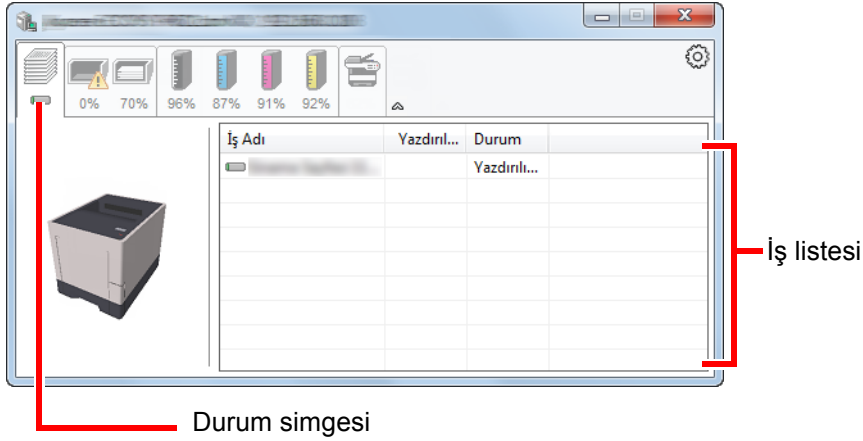 0% 70% 96% 87% 91% 92%
İş Adı Yazdırıl... Durum
Yazdırılı...
İş listesi
Durum simgesi